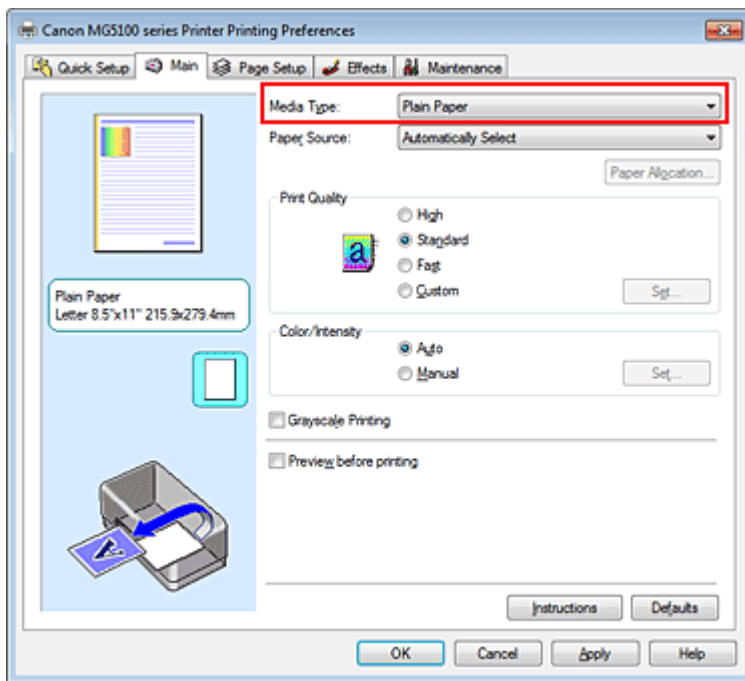 Canon MG5100 series Printer Printing Preferences
Quick Setup Main Page Setup Effects Maintenance
Media Type: Plain Paper
Paper Source: Automatically Select
Paper Allocation...
Print Quality
High
a Standard
Fast
Custom Set...
Plain Paper
Letter 8.5"x11" 215.9x279.4mm
Color/Intensity
Auto
Manual Set...
Grayscale Printing
Preview before printing
Instructions Defaults
OK Cancel Apply Help